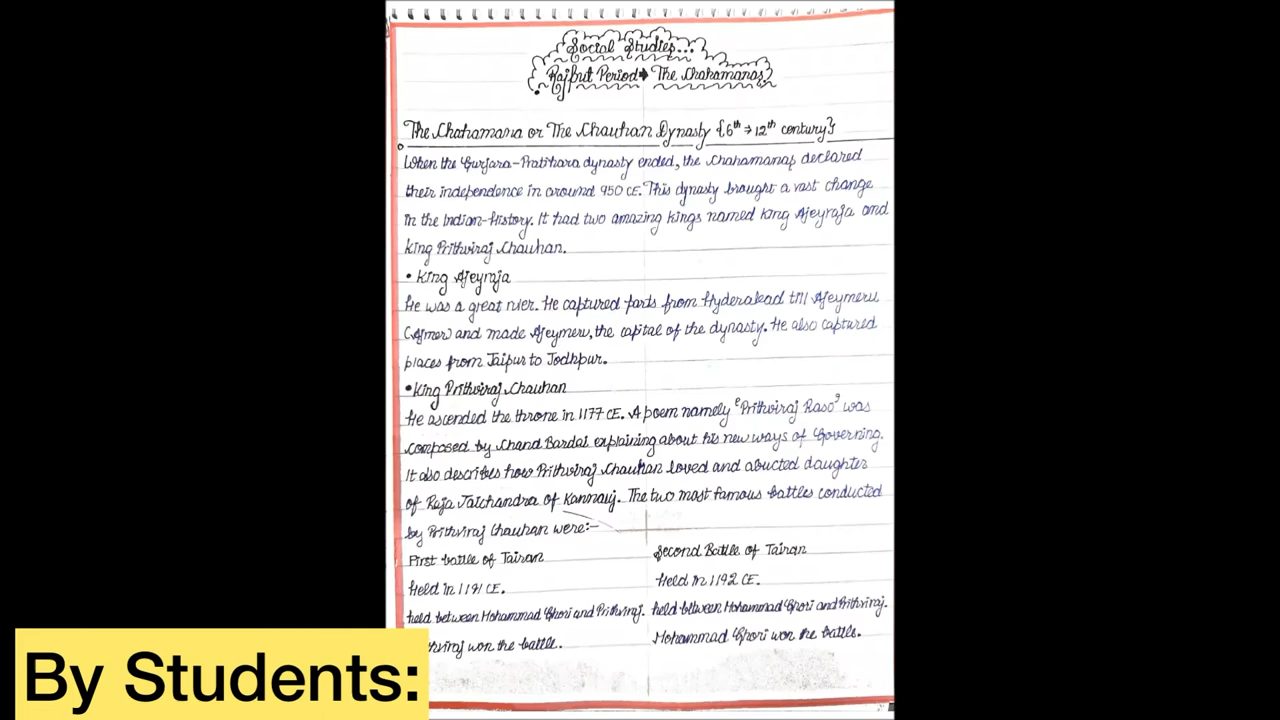 Social Studies...
Rajput Period → The Chahamanas
The Chahamana or The Chauhan Dynasty {6th → 12th century}
When the Gurjara-Pratihara dynasty ended, the Chahamanas declared
their independence in around 950 CE. This dynasty brought a vast change
in the Indian-History. It had two amazing kings named King Ajeyraja and
King Prithviraj Chauhan.
• King Ajeyraja
He was a great ruler. He captured parts from Hyderabad till Ajeymeru
(Ajmer) and made Ajeymeru, the capital of the dynasty. He also captured
places from Jaipur to Jodhpur.
• King Prithviraj Chauhan
He ascended the throne in 1177 CE. A poem namely 'Prithviraj Raso' was
composed by Chand Bardai explaining about his new ways of Governing.
It also describes how Prithviraj Chauhan loved and abucted daughter
of Raja Jaichandra of Kannauj. The two most famous battles conducted
by Prithviraj Chauhan were:-
First battle of Tairan
Held in 1191 CE.
held between Mohammad Ghori and Prithviraj.
thviraj won the battle.
Second Battle of Tairan
Held in 1192 CE.
held between Mohammad Ghori and Prithviraj.
Mohammad Ghori won the battle.
By Students: